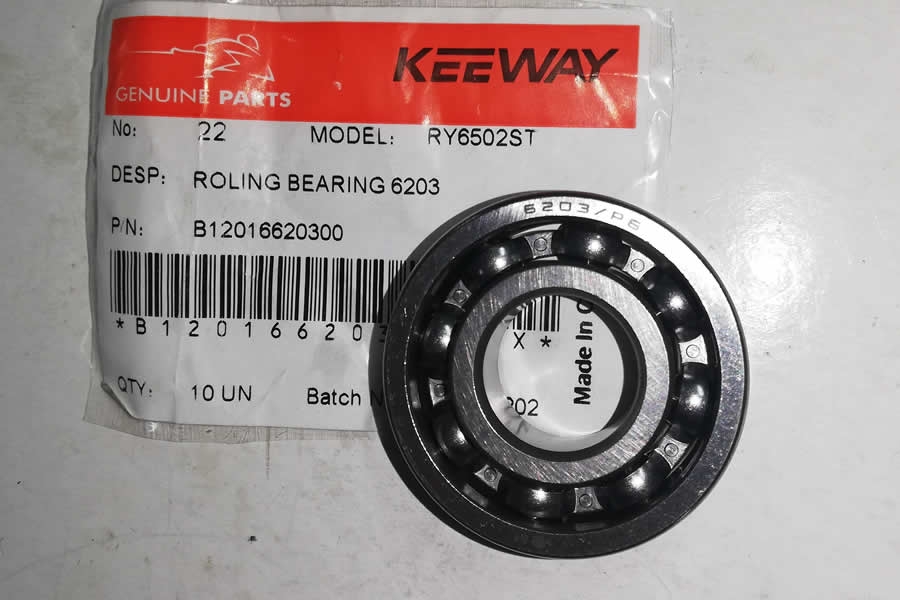 KEEWAY
GENUINE PARTS
No: 22 MODEL: RY6502ST
DESP: ROLING BEARING 6203
P/N: B12016620300
*B120166203
X*
QTY: 10 UN Batch N
202
Made In C
6203/P6